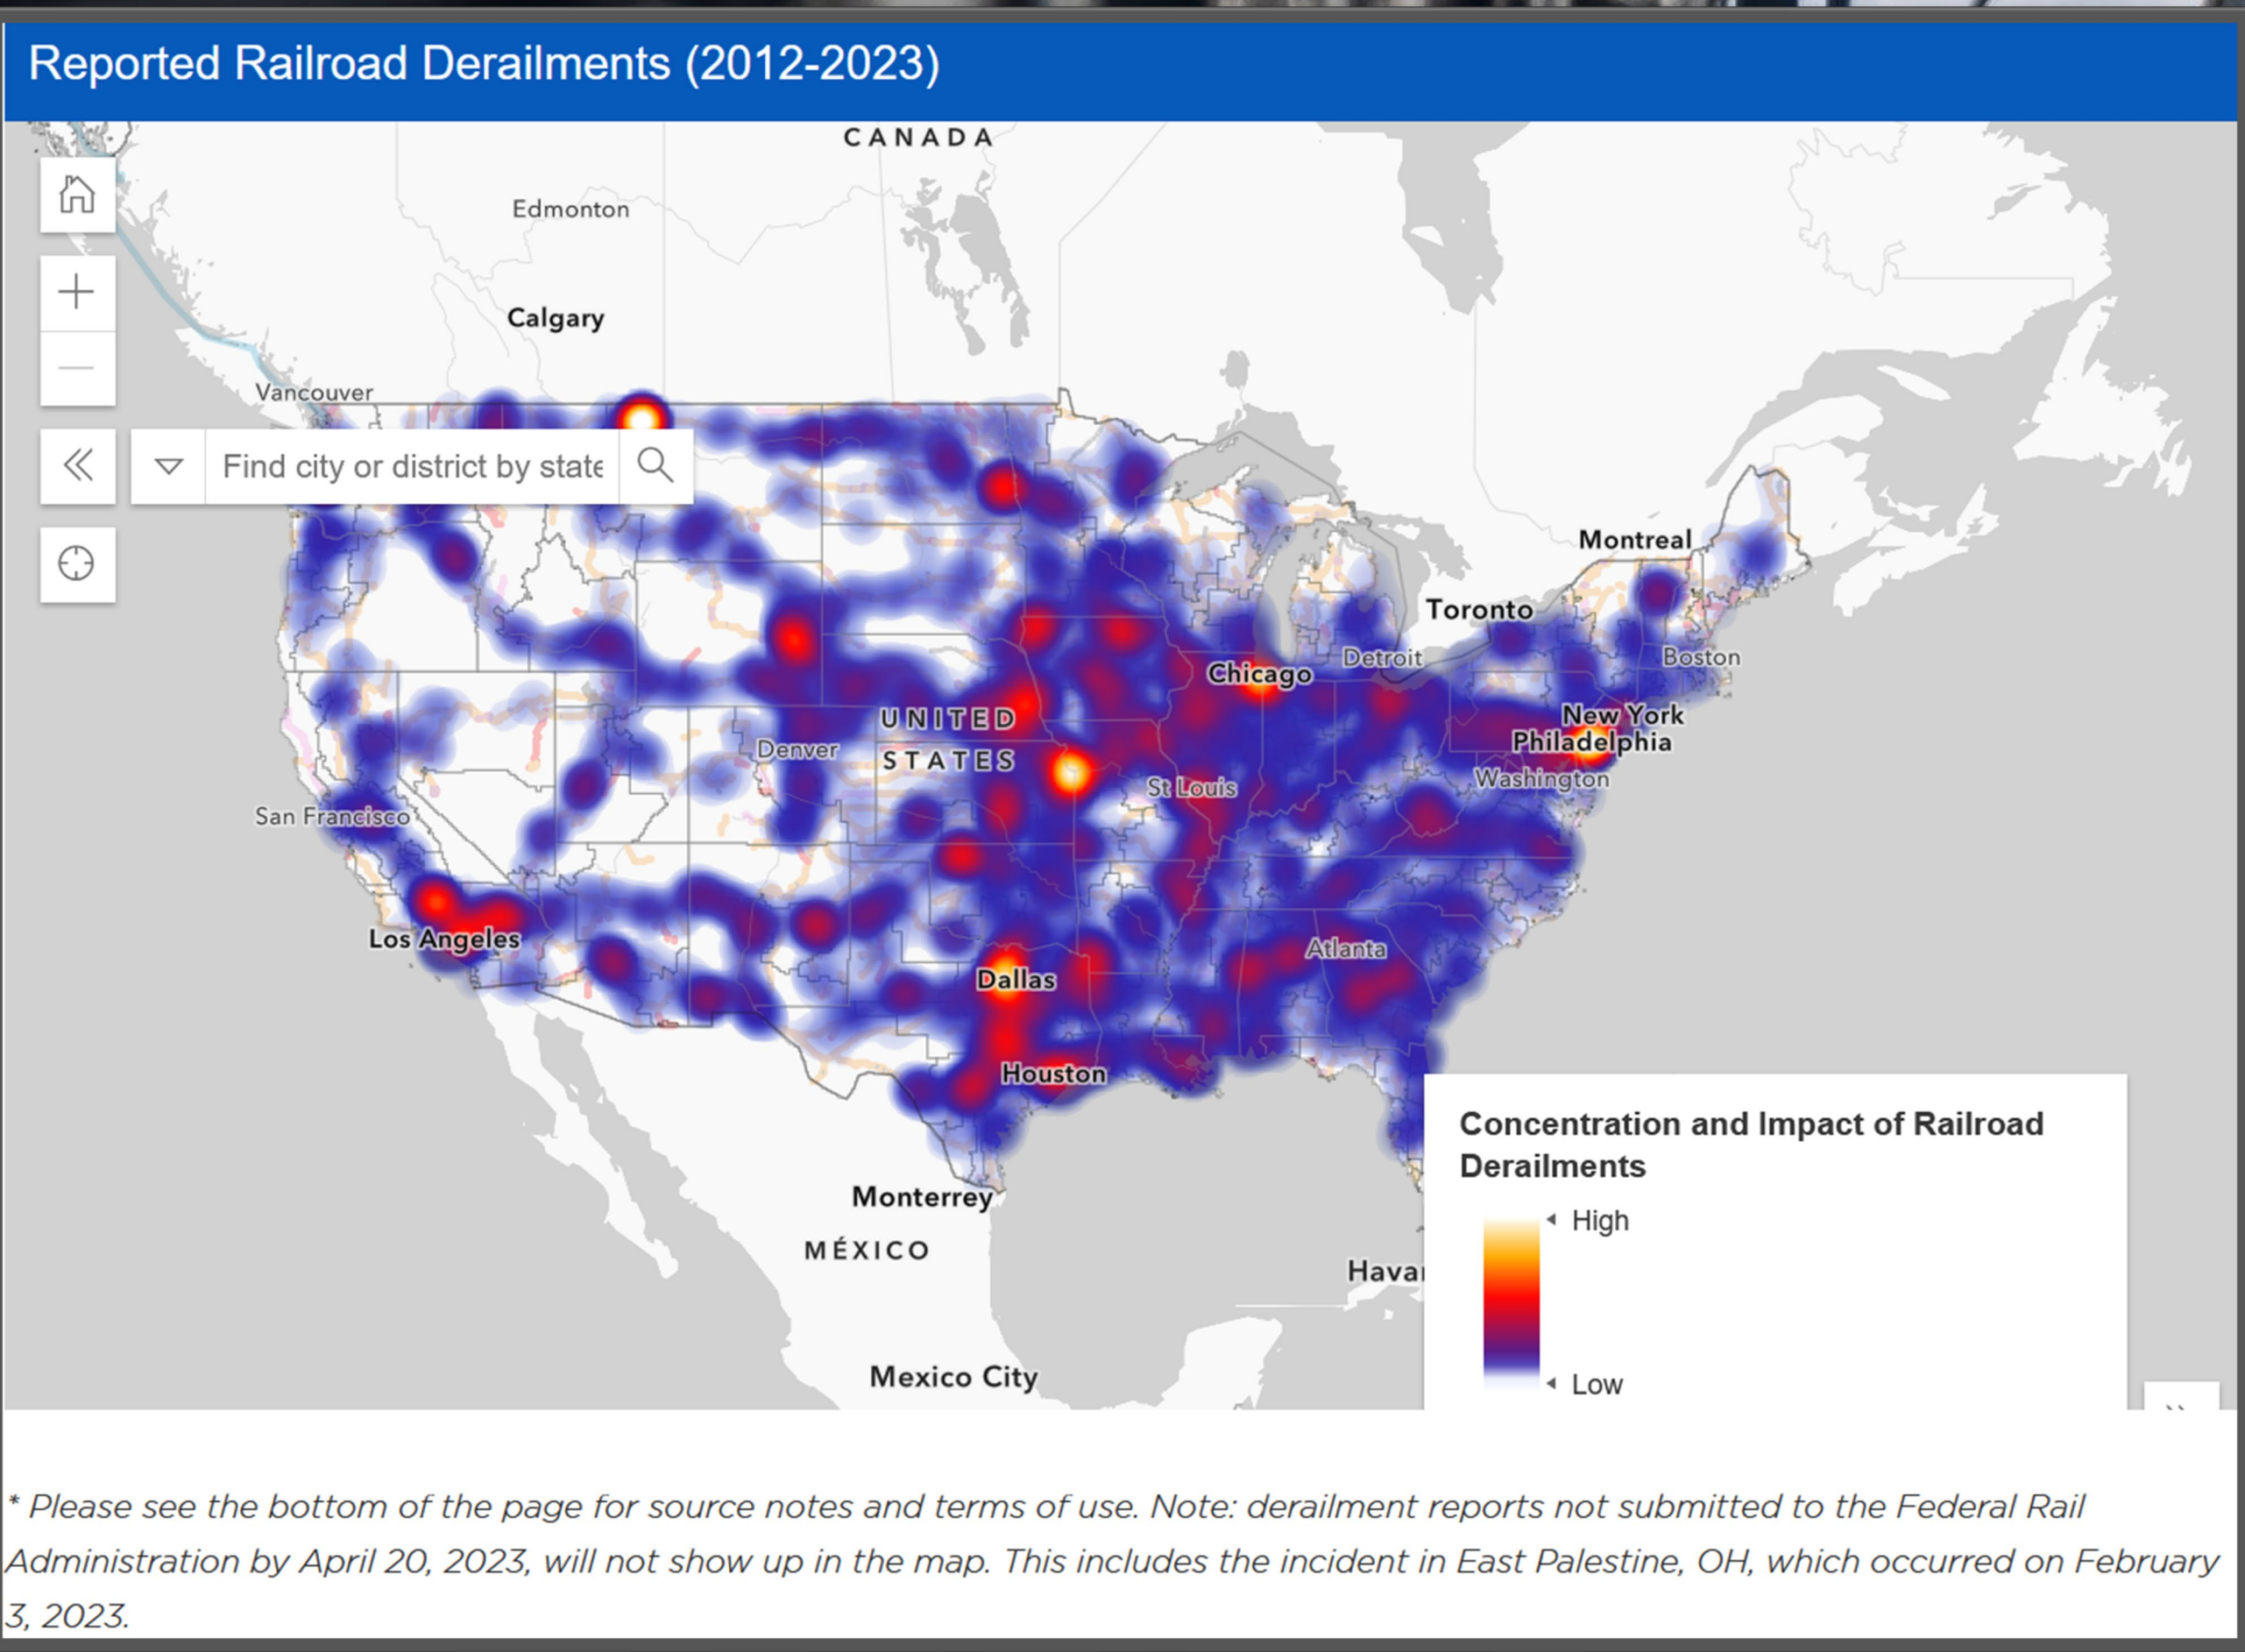 Reported Railroad Derailments (2012-2023)
CANADA
Edmonton
Calgary
Vancouver
Find city or district by state
Montreal
Toronto
Boston
Detroit
Chicago
New York
Philadelphia
UNITED
STATES
Denver
Washington
St Louis
San Francisco
Los Angeles
Atlanta
Dallas
Houston
Concentration and Impact of Railroad
Derailments
High
Low
Monterrey
MÉXICO
Havan
Mexico City
* Please see the bottom of the page for source notes and terms of use. Note: derailment reports not submitted to the Federal Rail
Administration by April 20, 2023, will not show up in the map. This includes the incident in East Palestine, OH, which occurred on February
3, 2023.